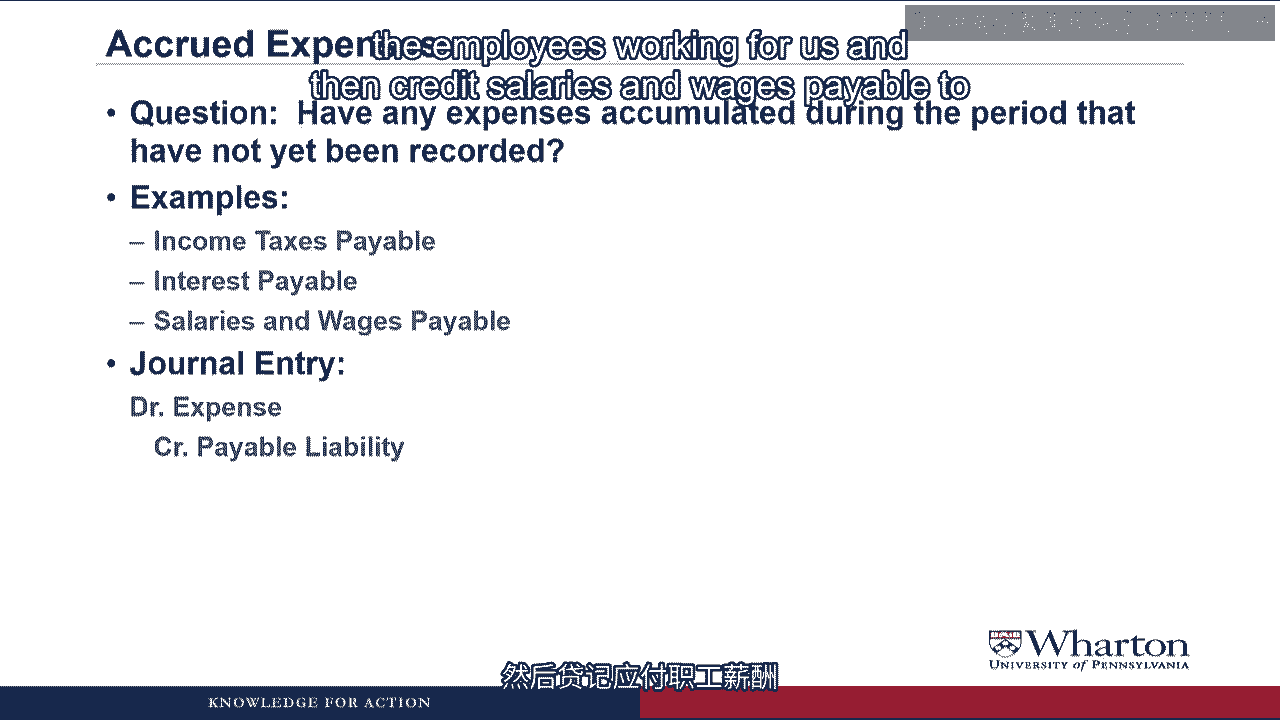 Accrued Expenses
the employees working for us and
then credit salaries and wages payable to
• Question: Have any expenses accumulated during the period that
have not yet been recorded?
• Examples:
– Income Taxes Payable
– Interest Payable
– Salaries and Wages Payable
• Journal Entry:
Dr. Expense
Cr. Payable Liability
Wharton
UNIVERSITY of PENNSYLVANIA
然后贷记应付职工薪酬
KNOWLEDGE FOR ACTION